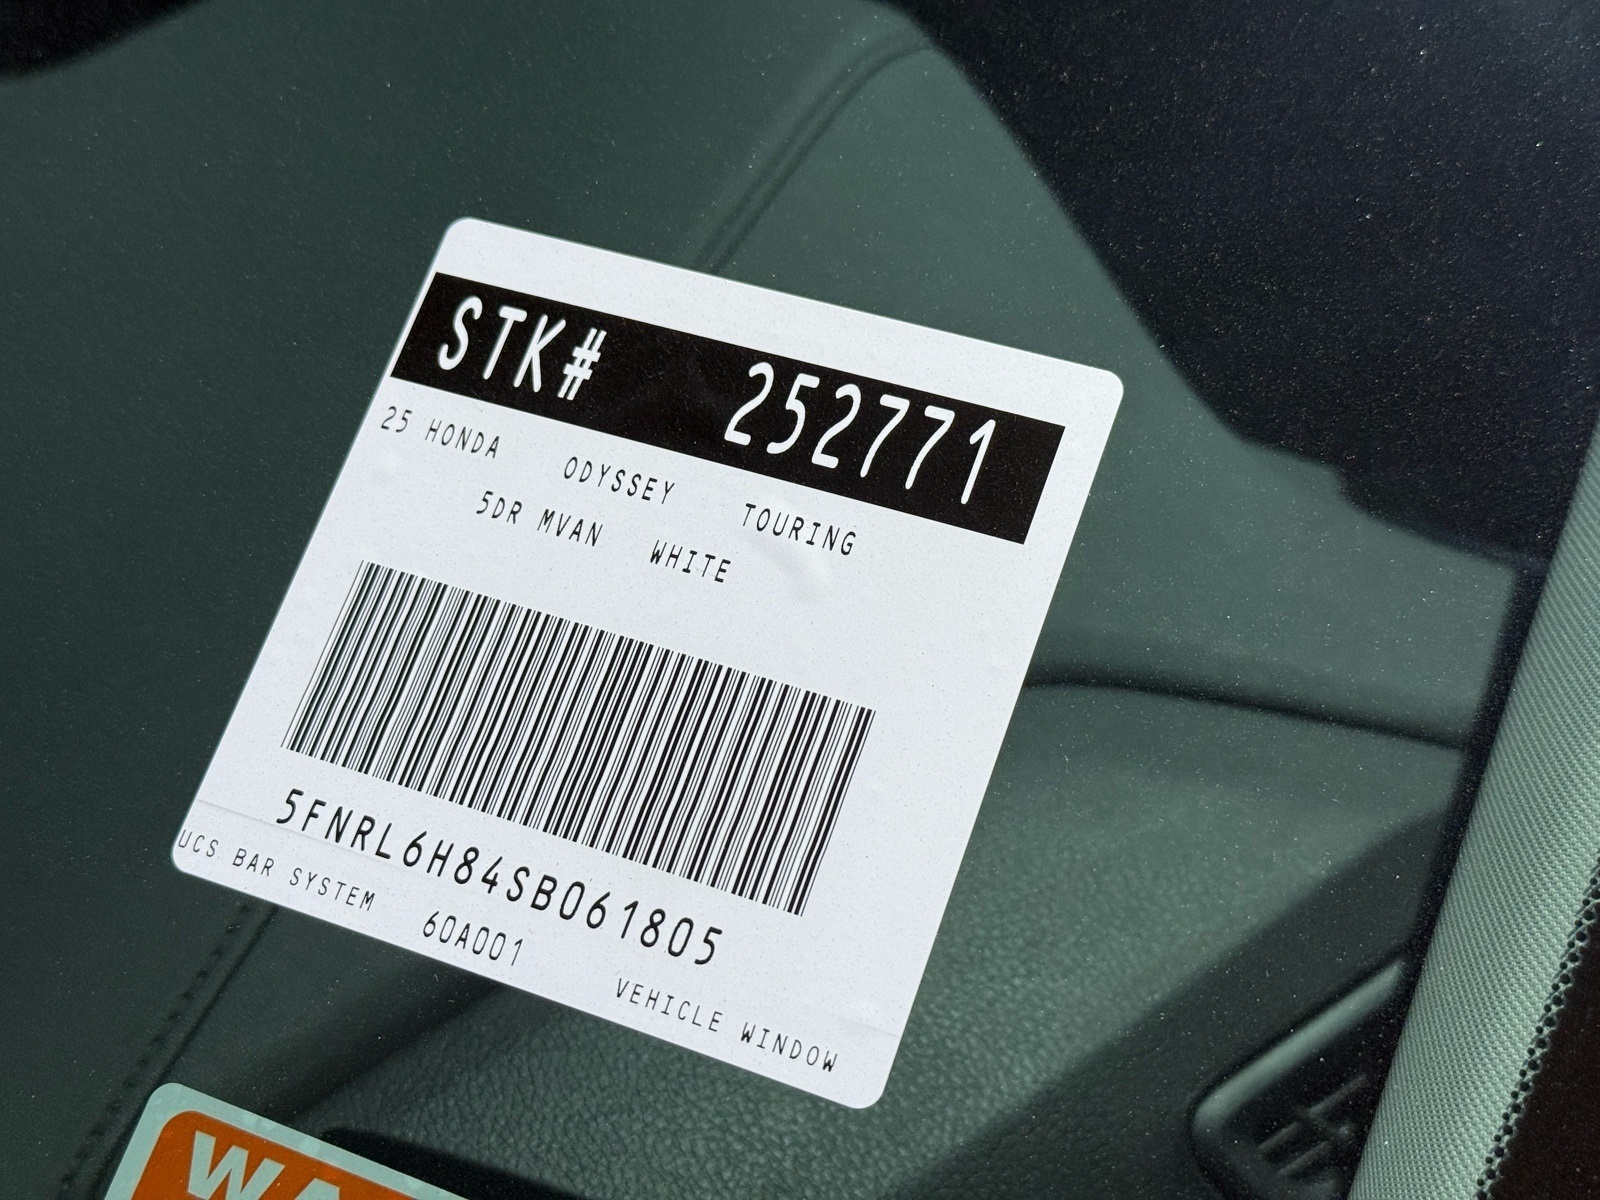 STK# 252771
25 HONDA ODYSSEY TOURING
5DR MVAN WHITE
5FNRL6H84SB061805
UCS BAR SYSTEM 60A001 VEHICLE WINDOW